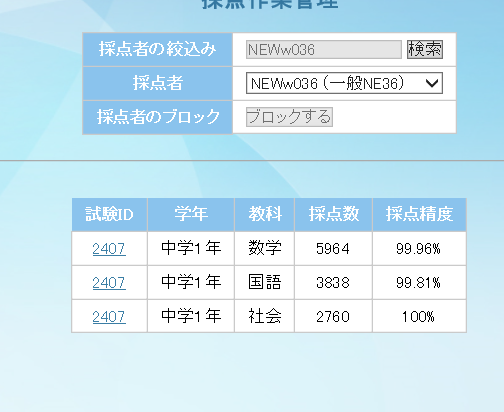 採点作業管理
採点者の絞込み NEWw036 検索
採点者 NEWw036 (一般NE36)
採点者のブロック ブロックする
試験ID 学年 教科 採点数 採点精度
2407 中学1年 数学 5964 99.96%
2407 中学1年 国語 3838 99.81%
2407 中学1年 社会 2760 100%